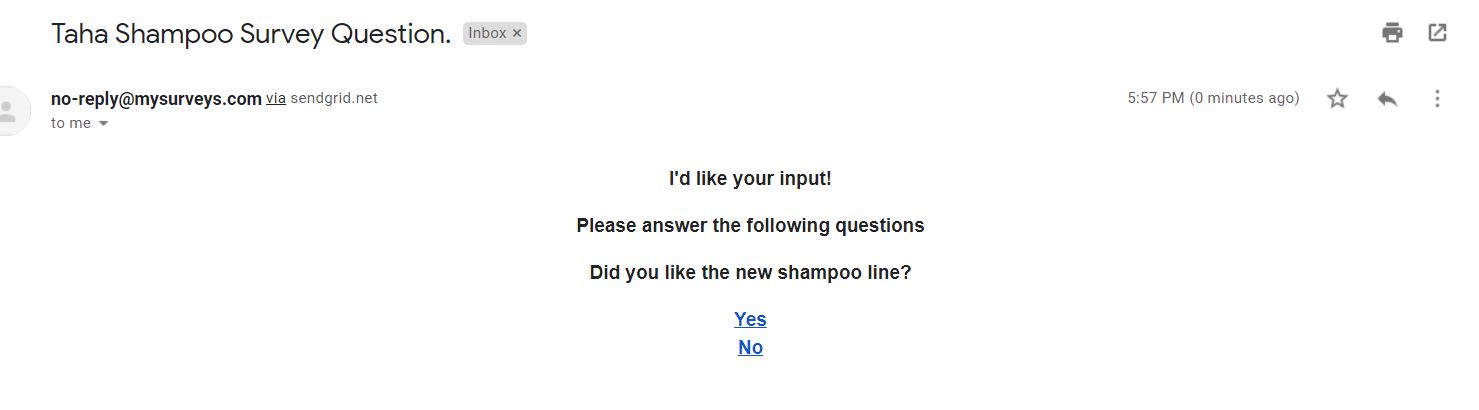 Taha Shampoo Survey Question. Inbox ×
no-reply@mysurveys.com via sendgrid.net 5:57 PM (0 minutes ago)
to me
I'd like your input!
Please answer the following questions
Did you like the new shampoo line?
Yes
No